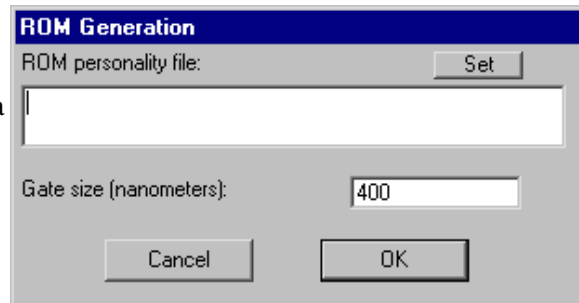 ROM Generation
ROM personality file: Set
Gate size (nanometers): 400
Cancel OK